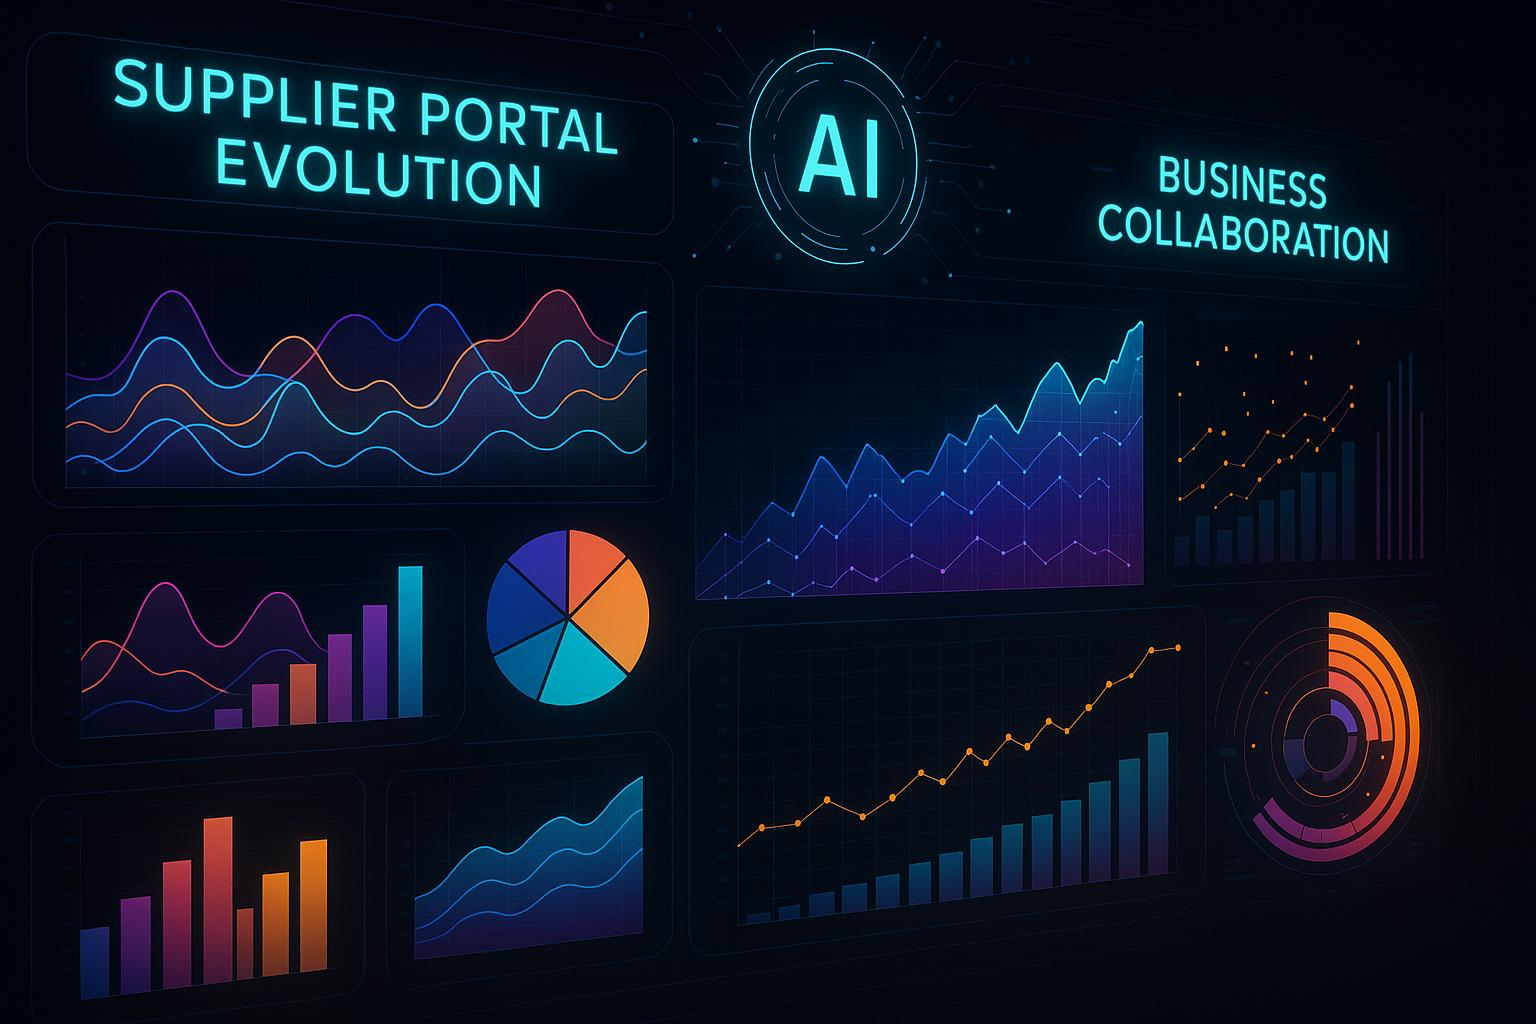 SUPPLIER PORTAL
EVOLUTION
AI
BUSINESS
COLLABORATION